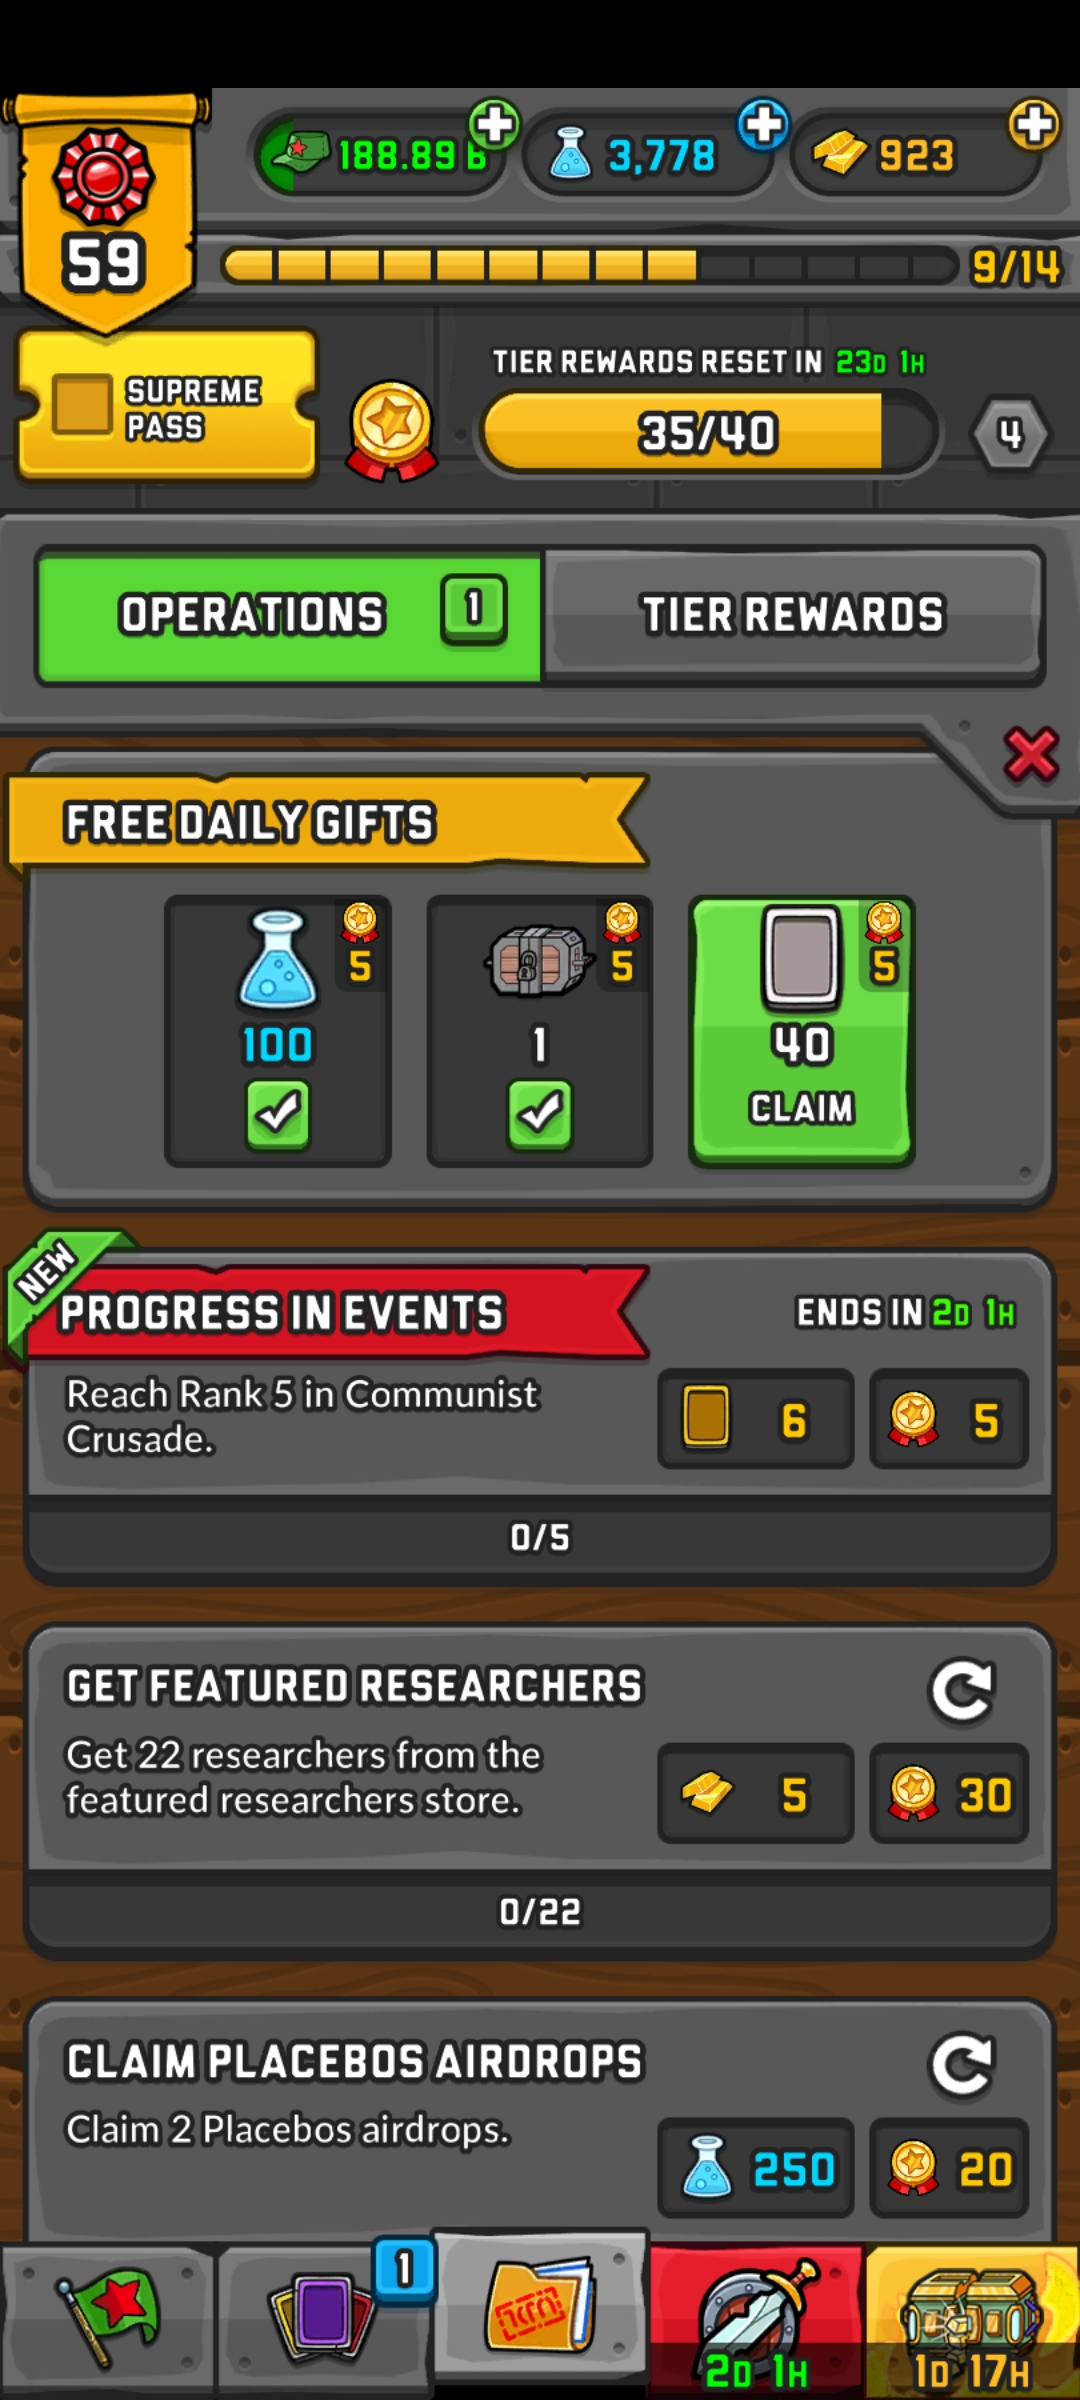 188.89 B
3,778
923
59
9/14
SUPREME
PASS
TIER REWARDS RESET IN 23D 1H
35/40
4
OPERATIONS 1
TIER REWARDS
FREE DAILY GIFTS
5
5
5
100
1
40
CLAIM
NEW
PROGRESS IN EVENTS
ENDS IN 2D 1H
Reach Rank 5 in Communist
Crusade.
6
5
0/5
GET FEATURED RESEARCHERS
Get 22 researchers from the
featured researchers store.
5
30
0/22
CLAIM PLACEBOS AIRDROPS
Claim 2 Placebos airdrops.
250
20
1
2D 1H
1D 17H